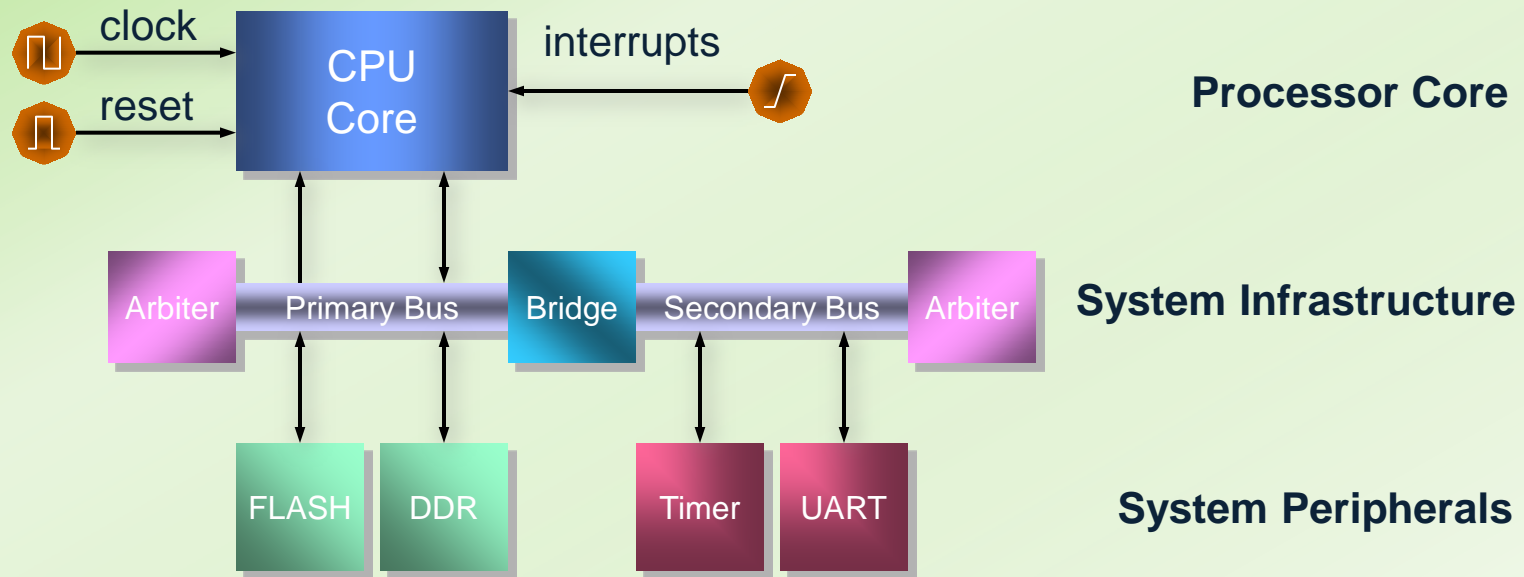 clock
CPU
Core
interrupts
reset
Processor Core
Arbiter
Primary Bus
Bridge
Secondary Bus
Arbiter
System Infrastructure
FLASH
DDR
Timer
UART
System Peripherals